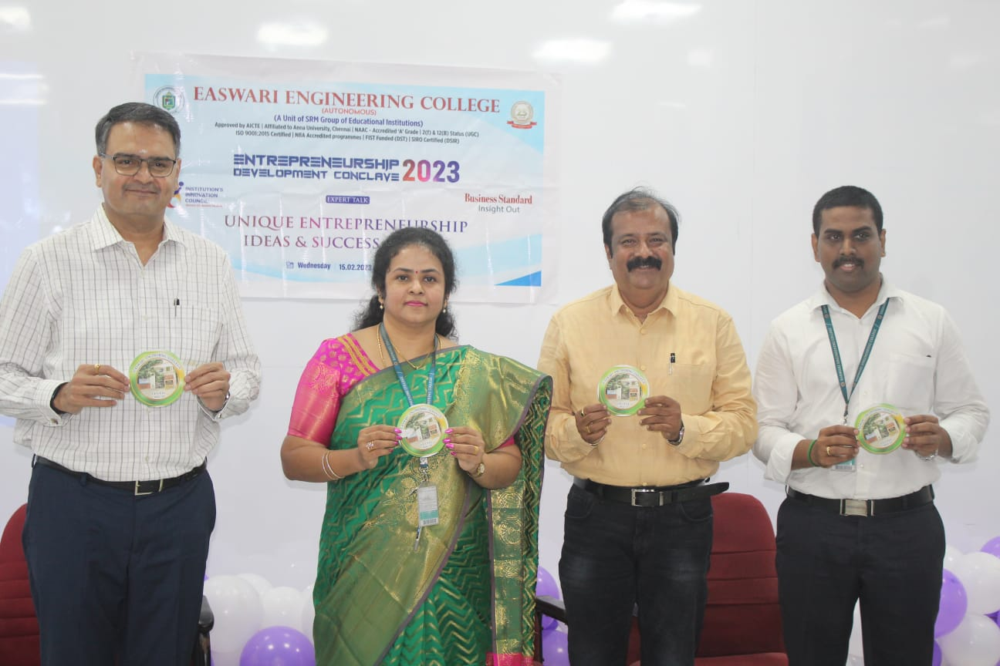 EASWARI ENGINEERING COLLEGE
(AUTONOMOUS)
(A Unit of SRM Group of Educational Institutions)
Approved by AICTE | Affiliated to Anna University, Chennai | NAAC - Accredited 'A' Grade | 2(f) & 12(B) Status (UGC)
ISO 9001:2015 Certified | NBA Accredited programmes | FIST Funded (DST) | SIRO Certified (DSIR)
ENTREPRENEURSHIP
DEVELOPMENT CONCLAVE 2023
INSTITUTION'S
INNOVATION
COUNCIL
EXPERT TALK
Business Standard
Insight Out
UNIQUE ENTREPRENEURSHIP
IDEAS & SUCCESS
Wednesday | 15.02.2023